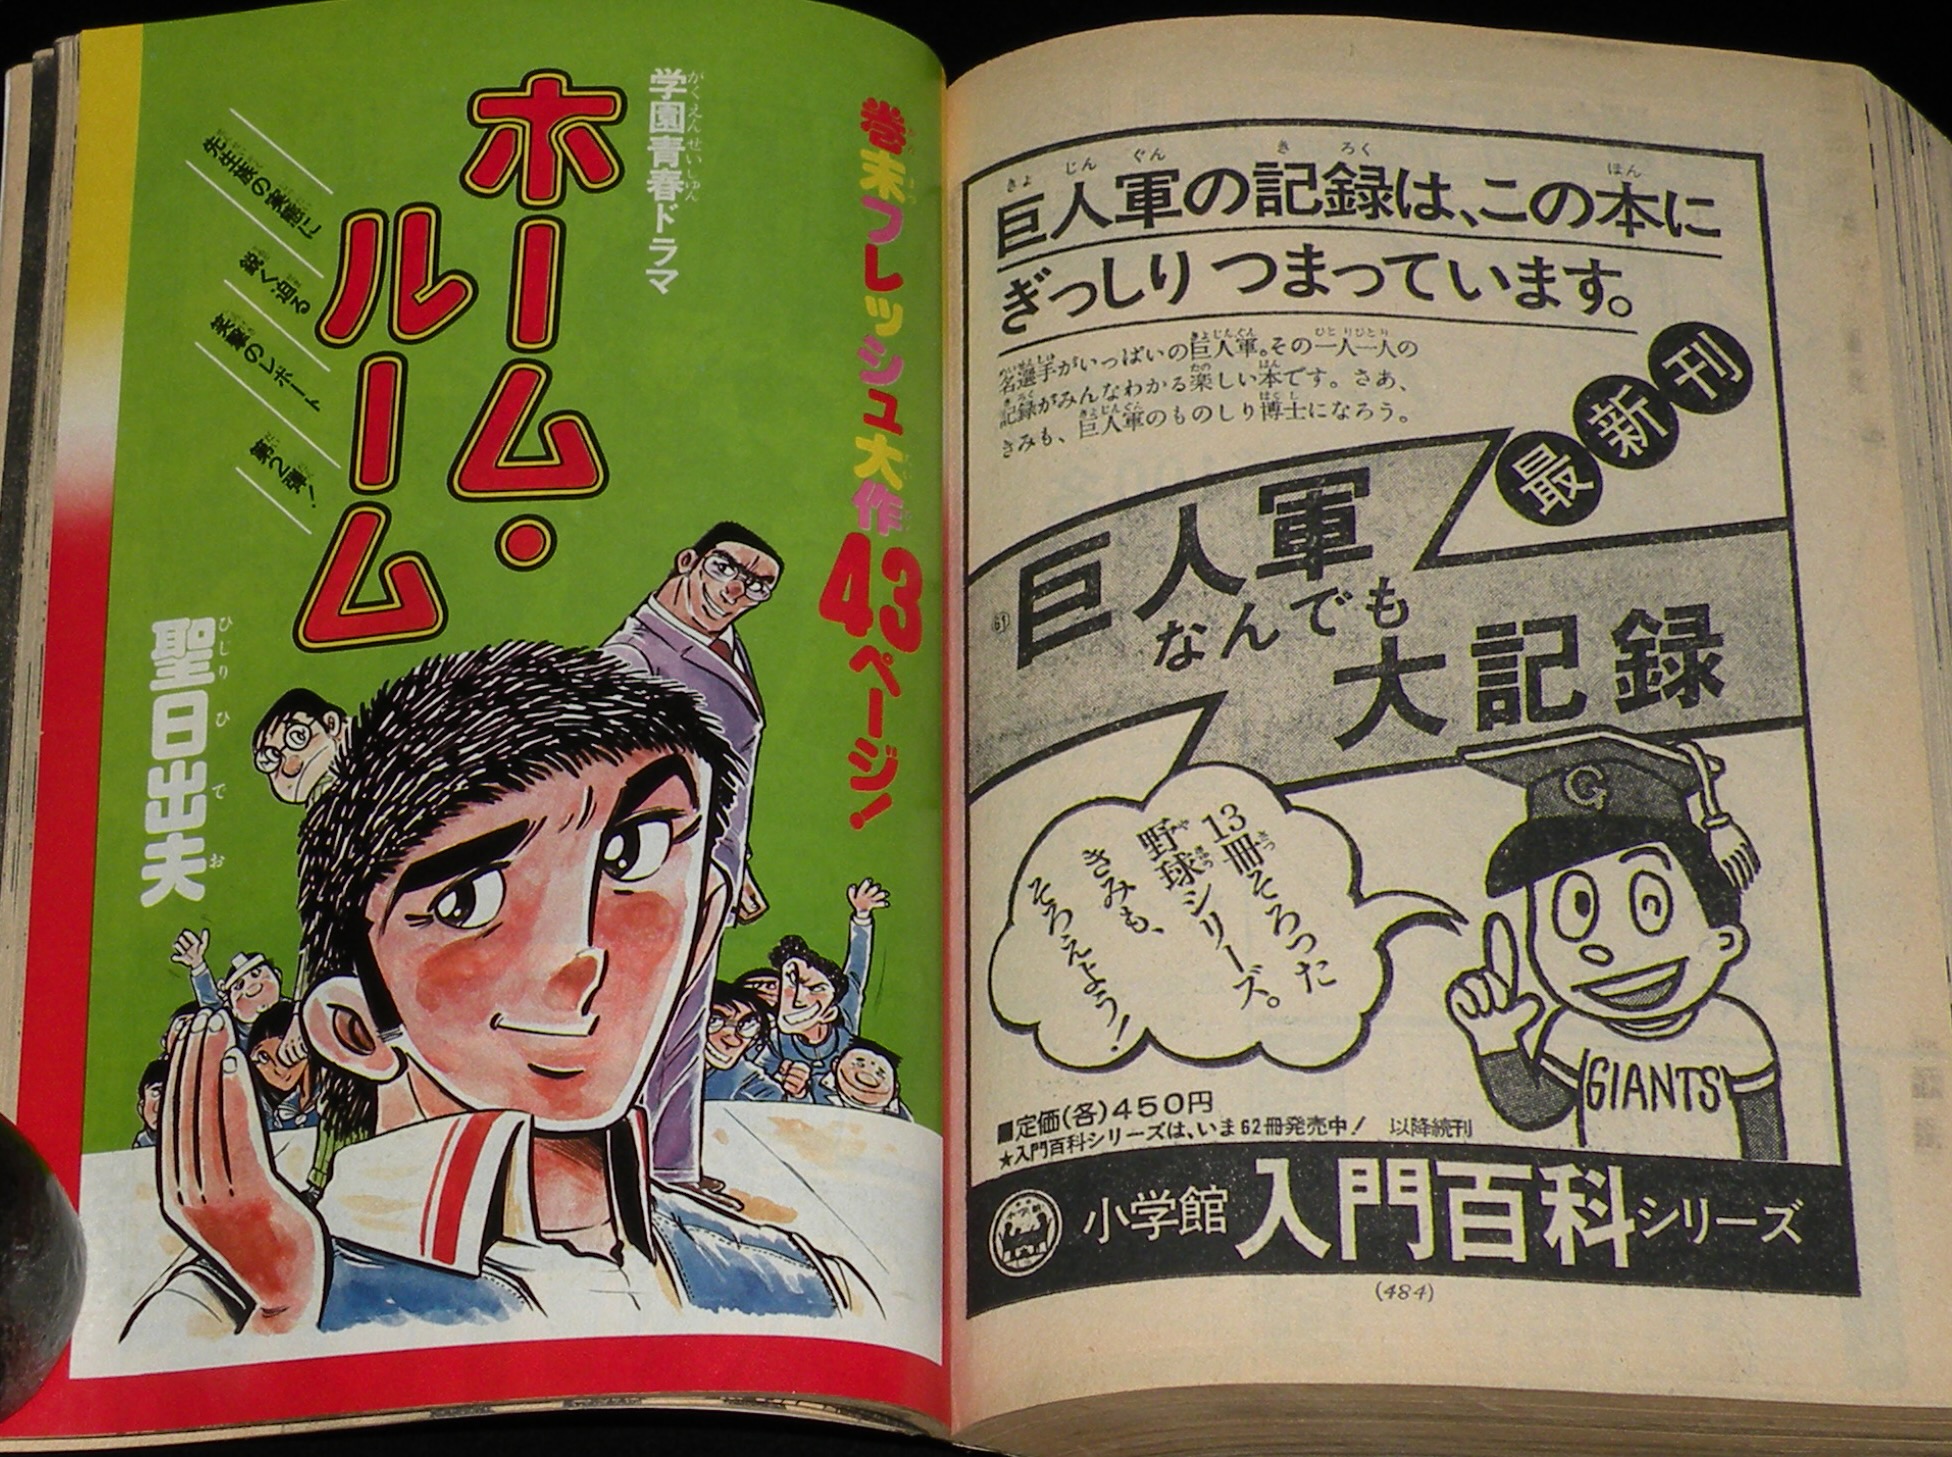 巨人軍の記録は、この本に
ぎっしりつまっています。
名選手がいっぱいの巨人軍。その一人一人の
記録がみんなわかる楽しい本です。さあ、
きみも、巨人軍のものしり博士になろう。
最新刊
巨人軍
なんでも
大記録
13冊そろった
野球シリーズ。
きみも、
そろえよう!
GIANTS
■定価(各)450円
★入門百科シリーズは、いま62冊発売中! 以降続刊
小学館入門百科シリーズ
(484)
巻末フレッシュ大作43ページ!
学園青春ドラマ
ホーム・
ルーム
先生族の実態に
鋭く迫る
笑撃のレポート
第2弾!
聖日出夫